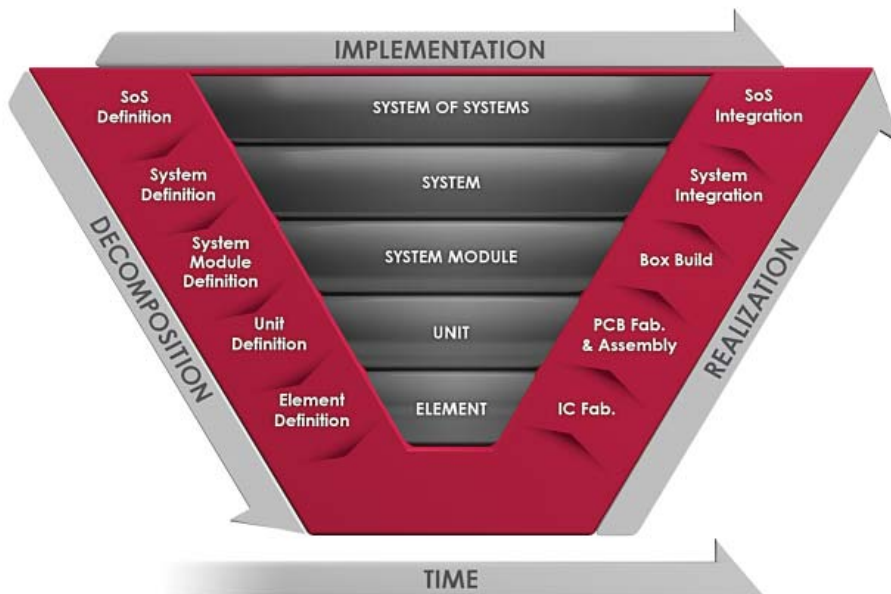 IMPLEMENTATION
SoS
Definition
SYSTEM OF SYSTEMS
SoS
Integration
System
Definition
SYSTEM
System
Integration
System
Module
Definition
SYSTEM MODULE
Box Build
Unit
Definition
UNIT
PCB Fab.
& Assembly
Element
Definition
ELEMENT
IC Fab.
DECOMPOSITION
REALIZATION
TIME